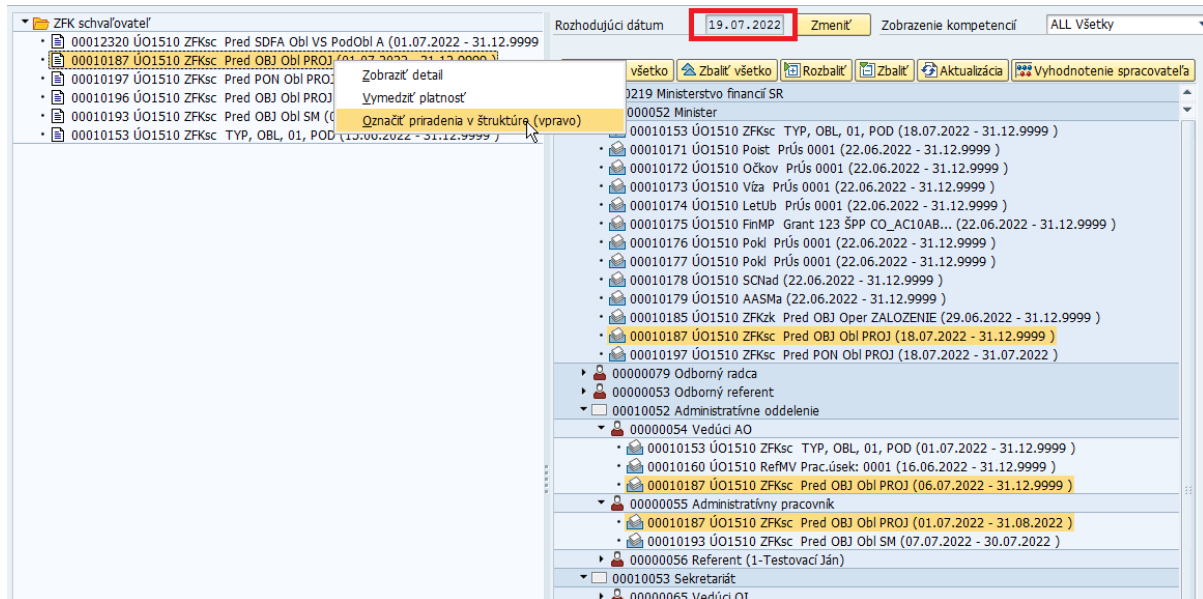 ZFK schvaľovateľ
00012320 ÚO1510 ZFKsc Pred SDFA Obl VS PodObl A (01.07.2022 - 31.12.9999
00010187 ÚO1510 ZFKsc Pred OBJ Obl PROJ (01.07.2022 - 31.12.9999 )
00010197 ÚO1510 ZFKsc Pred PON Obl PROJ
00010196 ÚO1510 ZFKsc Pred OBJ Obl PROJ
00010193 ÚO1510 ZFKsc Pred OBJ Obl SM (0
00010153 ÚO1510 ZFKsc TYP, OBL, 01, POD (15.06.2022 - 31.12.9999 )
Zobraziť detail
Vymedziť platnosť
Označiť priradenia v štruktúre (vpravo)
Rozhodujúci dátum 19.07.2022 Zmeniť Zobrazenie kompetencií ALL Všetky
všetko Zbaliť všetko Rozbaliť Zbaliť Aktualizácia Vyhodnotenie spracovateľa
0219 Ministerstvo financií SR
000052 Minister
00010153 ÚO1510 ZFKsc TYP, OBL, 01, POD (18.07.2022 - 31.12.9999 )
00010171 ÚO1510 Poist PrÚs 0001 (22.06.2022 - 31.12.9999 )
00010172 ÚO1510 Očkov PrÚs 0001 (22.06.2022 - 31.12.9999 )
00010173 ÚO1510 Víza PrÚs 0001 (22.06.2022 - 31.12.9999 )
00010174 ÚO1510 LetUb PrÚs 0001 (22.06.2022 - 31.12.9999 )
00010175 ÚO1510 FinMP Grant 123 ŠPP CO_AC10AB... (22.06.2022 - 31.12.9999 )
00010176 ÚO1510 Pokl PrÚs 0001 (22.06.2022 - 31.12.9999 )
00010177 ÚO1510 Pokl PrÚs 0001 (22.06.2022 - 31.12.9999 )
00010178 ÚO1510 SCNad (22.06.2022 - 31.12.9999 )
00010179 ÚO1510 AASMa (22.06.2022 - 31.12.9999 )
00010185 ÚO1510 ZFKzk Pred OBJ Oper ZALOZENIE (29.06.2022 - 31.12.9999 )
00010187 ÚO1510 ZFKsc Pred OBJ Obl PROJ (18.07.2022 - 31.12.9999 )
00010197 ÚO1510 ZFKsc Pred PON Obl PROJ (18.07.2022 - 31.07.2022 )
00000079 Odborný radca
00000053 Odborný referent
00010052 Administratívne oddelenie
00000054 Vedúci AO
00010153 ÚO1510 ZFKsc TYP, OBL, 01, POD (01.07.2022 - 31.12.9999 )
00010160 ÚO1510 RefMV Prac.úsek: 0001 (16.06.2022 - 31.12.9999 )
00010187 ÚO1510 ZFKsc Pred OBJ Obl PROJ (06.07.2022 - 31.12.9999 )
00000055 Administratívny pracovník
00010187 ÚO1510 ZFKsc Pred OBJ Obl PROJ (01.07.2022 - 31.08.2022 )
00010193 ÚO1510 ZFKsc Pred OBJ Obl SM (07.07.2022 - 30.07.2022 )
00000056 Referent (1-Testovací Ján)
00010053 Sekretariát
00000065 Vedúci OI